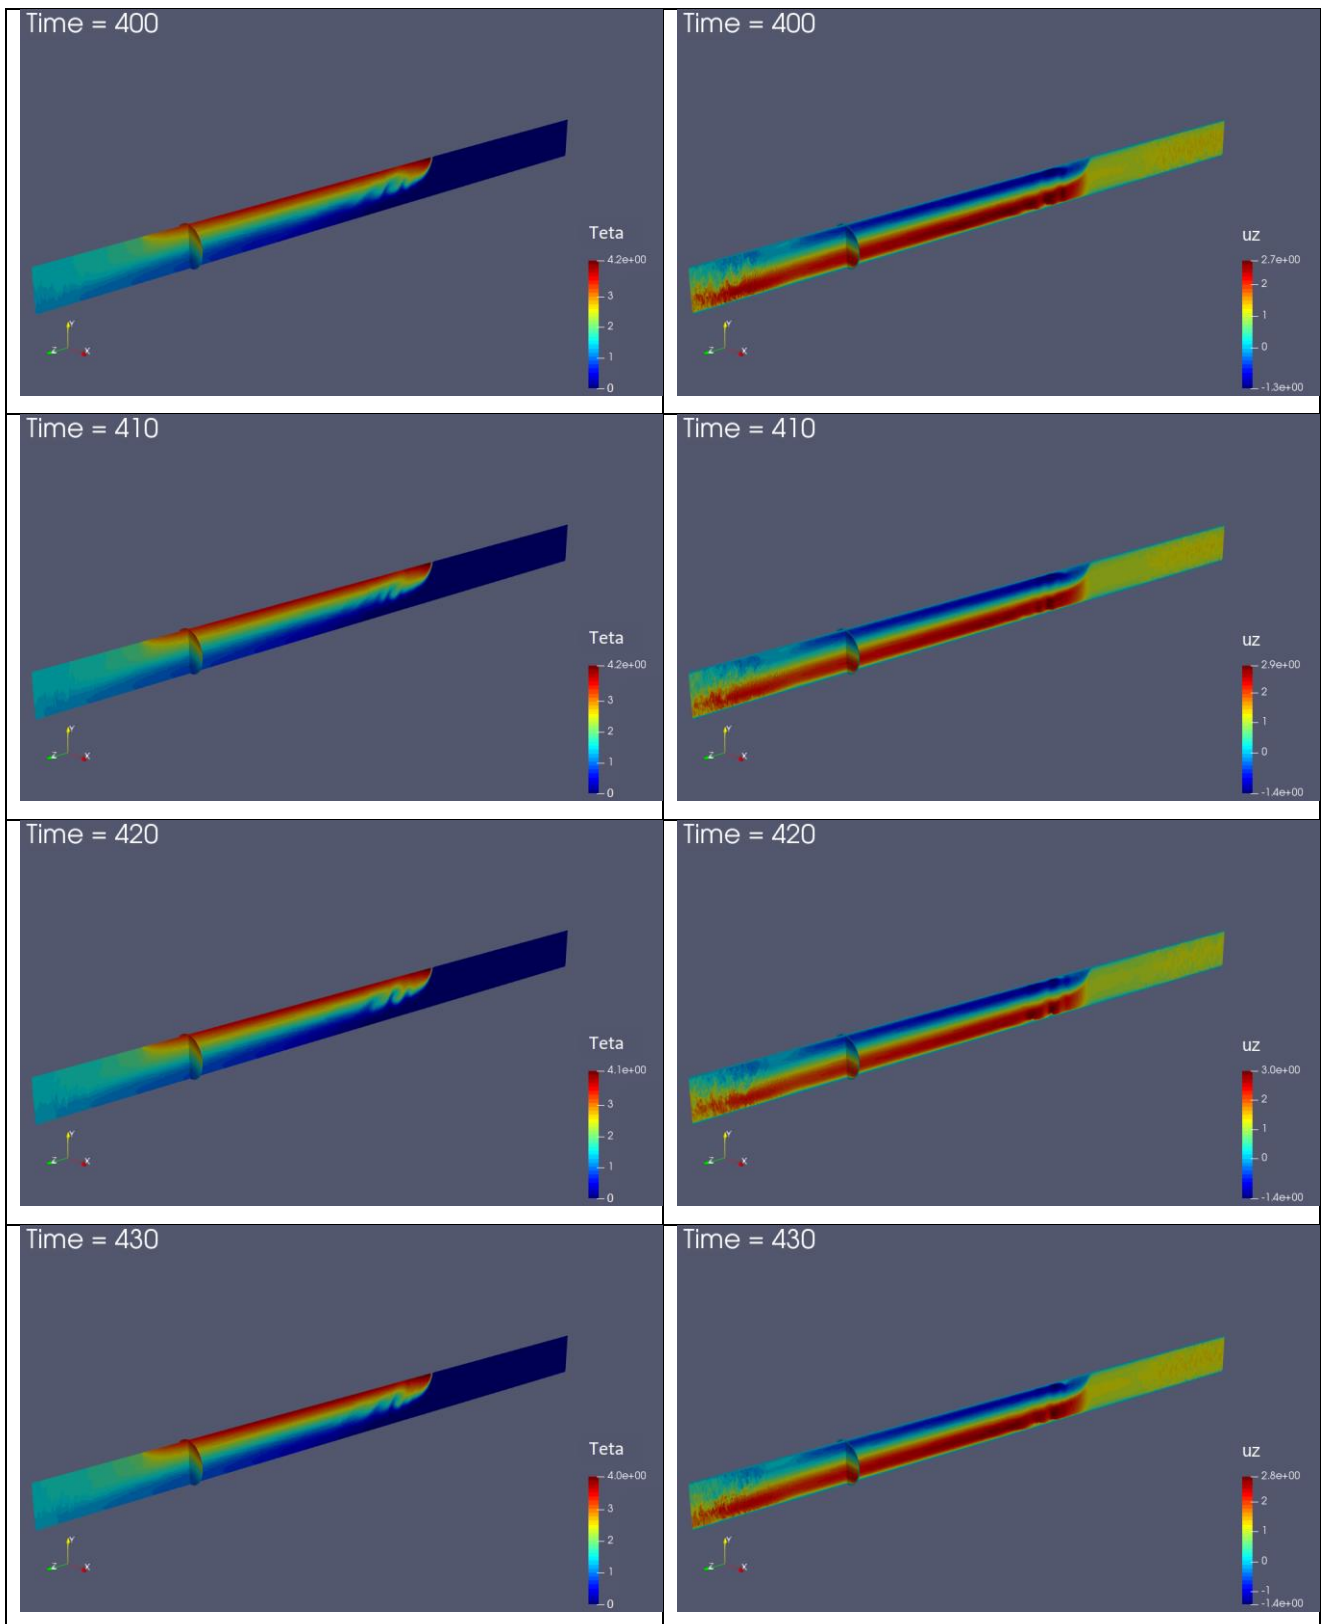 Time = 400
Teta
4.2e+00
3
2
1
0
Y
Z
X
Time = 400
uz
2.7e+00
2
1
0
-1.3e+00
Y
Z
X
Time = 410
Teta
4.2e+00
3
2
1
0
Y
Z
X
Time = 410
uz
2.9e+00
2
1
0
-1.4e+00
Y
Z
X
Time = 420
Teta
4.1e+00
3
2
1
0
Y
Z
X
Time = 420
uz
3.0e+00
2
1
0
-1.4e+00
Y
Z
X
Time = 430
Teta
4.0e+00
3
2
1
0
Y
Z
X
Time = 430
uz
2.8e+00
2
1
0
-1
-1.4e+00
Y
Z
X